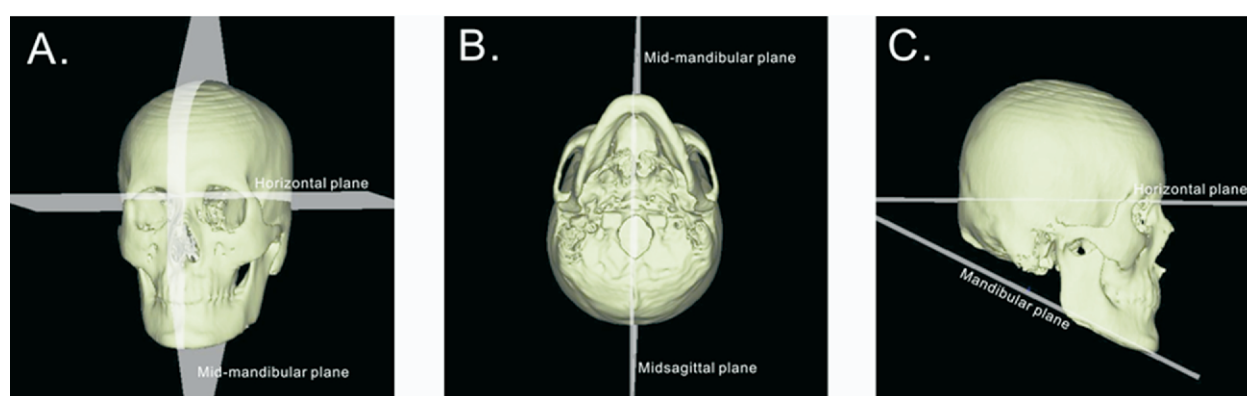 A.
Horizontal plane
Mid-mandibular plane
B.
Mid-mandibular plane
Midsagittal plane
C.
Horizontal plane
Mandibular plane